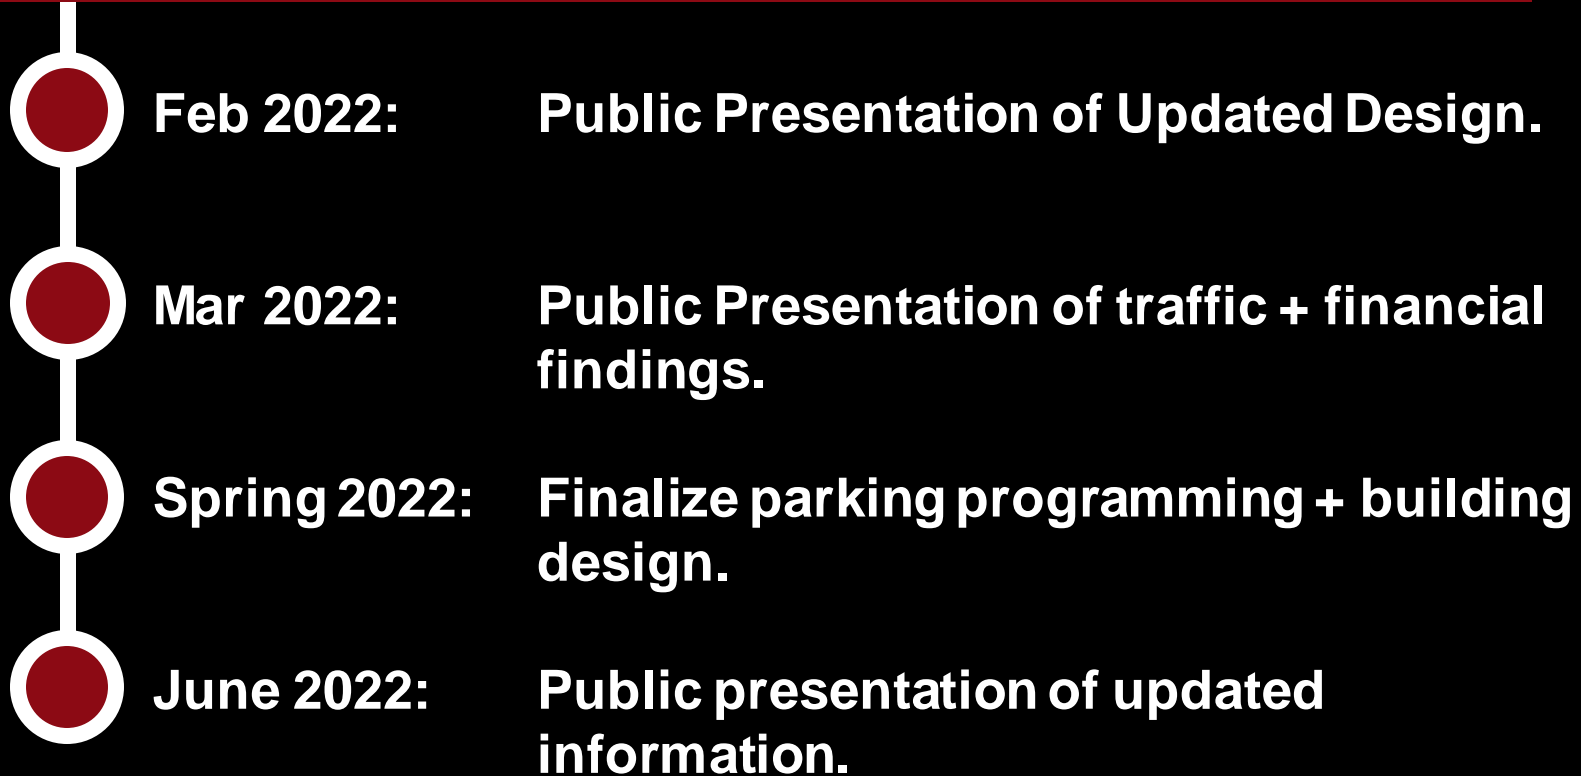 Feb 2022: Public Presentation of Updated Design.
Mar 2022: Public Presentation of traffic + financial
findings.
Spring 2022: Finalize parking programming + building
design.
June 2022: Public presentation of updated
information.